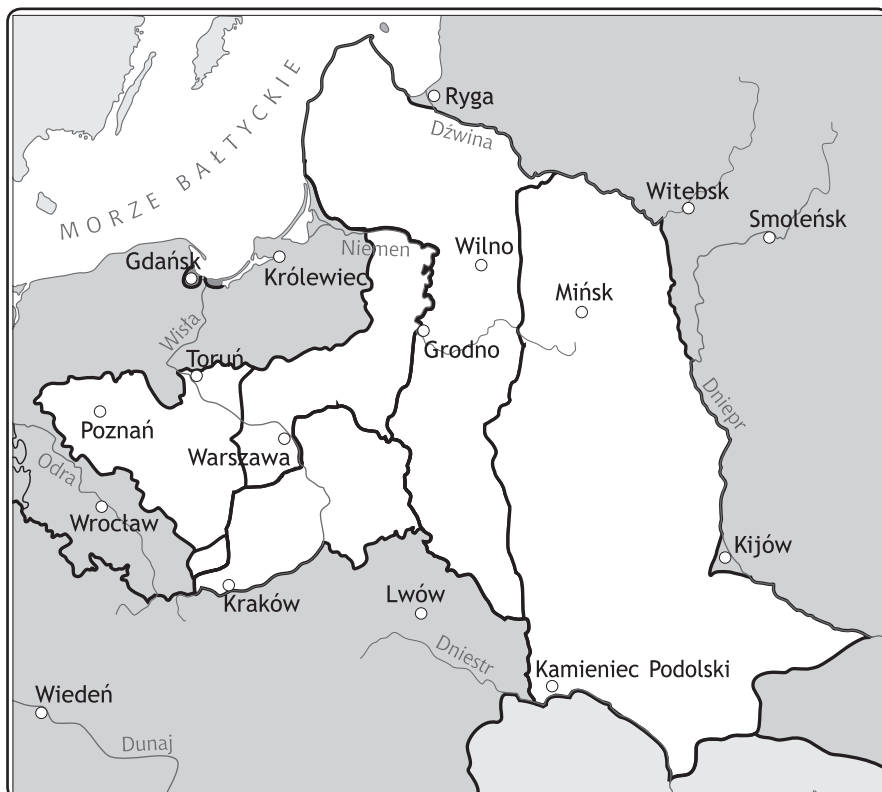 Ryga
Dźwina
MORZE BAŁTYCKIE
Witebsk
Smoleńsk
Niemen
Wilno
Gdańsk
Królewiec
Mińsk
Wisła
Grodno
Toruń
Dniepr
Poznań
Warszawa
Odra
Wrocław
Kijów
Kraków
Lwów
Dniestr
Kamieniec Podolski
Wiedeń
Dunaj